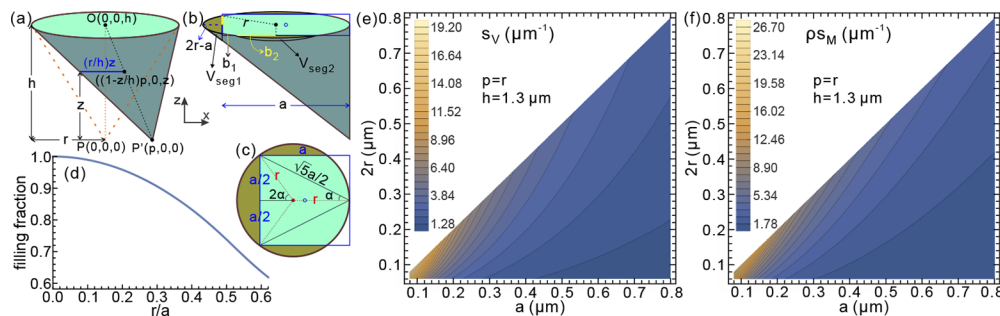 (a)
O(0,0,h)
(r/h)z
((1-z/h)p,0,z)
h
z
r
P(0,0,0)
P'(p,0,0)
(b)
r
2r-a
b₁
b₂
V_seg1
V_seg2
a
z
x
(c)
a
√5a/2
a/2
r
2α
α
r
a/2
(d)
filling fraction
1.0
0.9
0.8
0.7
0.6
0.0 0.1 0.2 0.3 0.4 0.5 0.6
r/a
(e)
s_V (μm⁻¹)
p=r
h=1.3 μm
19.20
16.64
14.08
11.52
8.96
6.40
3.84
1.28
2r (μm)
0.8
0.7
0.6
0.5
0.4
0.3
0.2
0.1
0.1 0.2 0.3 0.4 0.5 0.6 0.7 0.8
a (μm)
(f)
ρs_M (μm⁻¹)
p=r
h=1.3 μm
26.70
23.14
19.58
16.02
12.46
8.90
5.34
1.78
2r (μm)
0.8
0.7
0.6
0.5
0.4
0.3
0.2
0.1
0.1 0.2 0.3 0.4 0.5 0.6 0.7 0.8
a (μm)